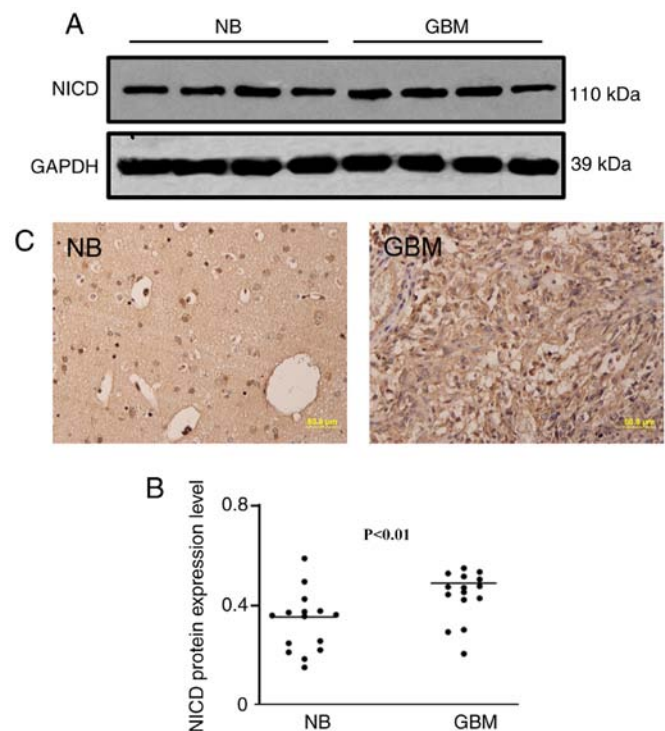 A
NB GBM
NICD 110 kDa
GAPDH 39 kDa
C
NB GBM
B
NICD protein expression level
0.8
P<0.01
0.4
0
NB GBM